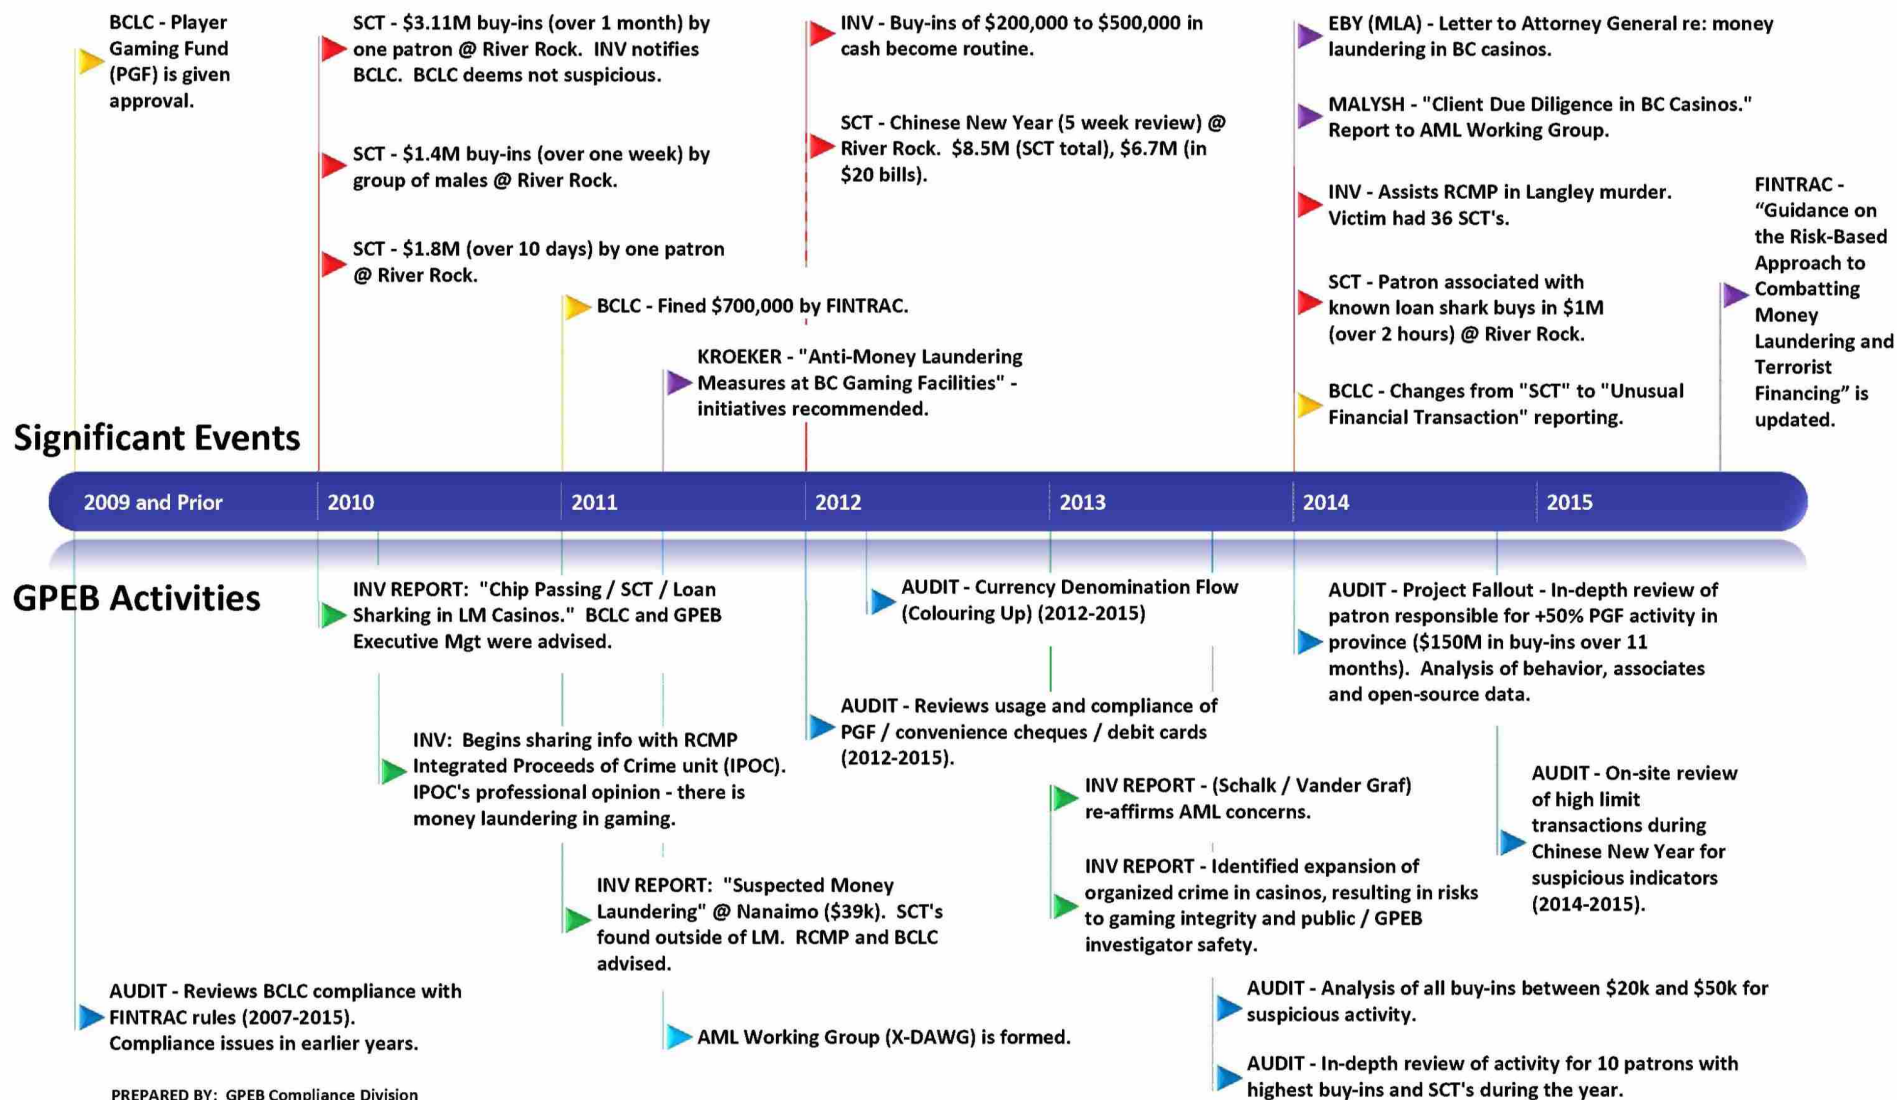 BCLC - Player
Gaming Fund
(PGF) is given
approval.
SCT - $3.11M buy-ins (over 1 month) by
one patron @ River Rock.  INV notifies
BCLC.  BCLC deems not suspicious.
SCT - $1.4M buy-ins (over one week) by
group of males @ River Rock.
SCT - $1.8M (over 10 days) by one patron
@ River Rock.
BCLC - Fined $700,000 by FINTRAC.
KROEKER - "Anti-Money Laundering
Measures at BC Gaming Facilities" -
initiatives recommended.
INV - Buy-ins of $200,000 to $500,000 in
cash become routine.
SCT - Chinese New Year (5 week review) @
River Rock.  $8.5M (SCT total), $6.7M (in
$20 bills).
EBY (MLA) - Letter to Attorney General re: money
laundering in BC casinos.
MALYSH - "Client Due Diligence in BC Casinos."
Report to AML Working Group.
INV - Assists RCMP in Langley murder.
Victim had 36 SCT's.
SCT - Patron associated with
known loan shark buys in $1M
(over 2 hours) @ River Rock.
BCLC - Changes from "SCT" to "Unusual
Financial Transaction" reporting.
FINTRAC -
“Guidance on
the Risk-Based
Approach to
Combatting
Money
Laundering and
Terrorist
Financing” is
updated.
Significant Events
2009 and Prior
2010
2011
2012
2013
2014
2015
GPEB Activities
INV REPORT:  "Chip Passing / SCT / Loan
Sharking in LM Casinos."  BCLC and GPEB
Executive Mgt were advised.
INV:  Begins sharing info with RCMP
Integrated Proceeds of Crime unit (IPOC).
IPOC's professional opinion - there is
money laundering in gaming.
INV REPORT:  "Suspected Money
Laundering" @ Nanaimo ($39k).  SCT's
found outside of LM.  RCMP and BCLC
advised.
AUDIT - Reviews BCLC compliance with
FINTRAC rules (2007-2015).
Compliance issues in earlier years.
AML Working Group (X-DAWG) is formed.
AUDIT - Currency Denomination Flow
(Colouring Up) (2012-2015)
AUDIT - Reviews usage and compliance of
PGF / convenience cheques / debit cards
(2012-2015).
INV REPORT - (Schalk / Vander Graf)
re-affirms AML concerns.
INV REPORT - Identified expansion of
organized crime in casinos, resulting in risks
to gaming integrity and public / GPEB
investigator safety.
AUDIT - Analysis of all buy-ins between $20k and $50k for
suspicious activity.
AUDIT - In-depth review of activity for 10 patrons with
highest buy-ins and SCT's during the year.
AUDIT - Project Fallout - In-depth review of
patron responsible for +50% PGF activity in
province ($150M in buy-ins over 11
months).  Analysis of behavior, associates
and open-source data.
AUDIT - On-site review
of high limit
transactions during
Chinese New Year for
suspicious indicators
(2014-2015).
PREPARED BY:  GPEB Compliance Division